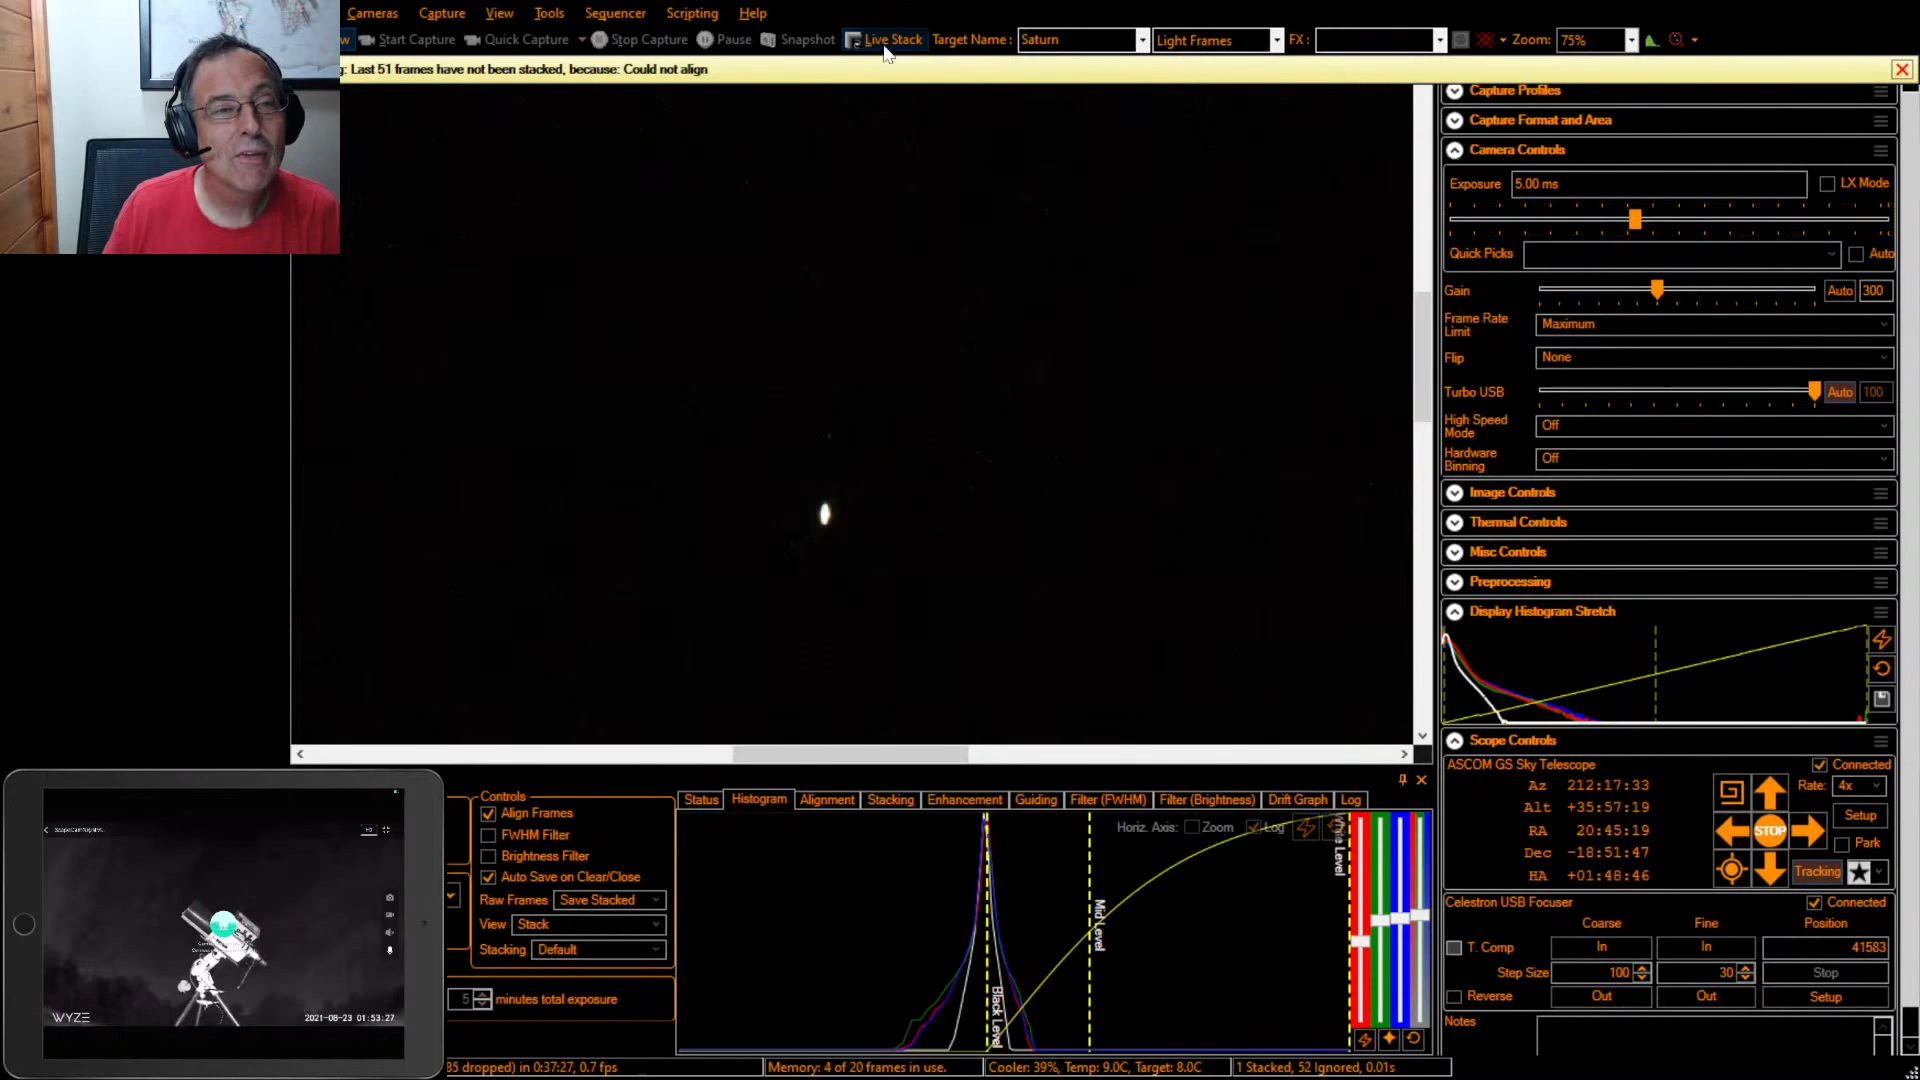 Cameras Capture View Tools Sequencer Scripting Help
Start Capture Quick Capture Stop Capture Pause Snapshot Live Stack Target Name : Saturn Light Frames FX : Zoom: 75%
Last 51 frames have not been stacked, because: Could not align
Capture Profiles
Capture Format and Area
Camera Controls
Exposure 5.00 ms LX Mode
Quick Picks Auto
Gain Auto 300
Frame Rate Limit Maximum
Flip None
Turbo USB Auto 100
High Speed Mode Off
Hardware Binning Off
Image Controls
Thermal Controls
Misc Controls
Preprocessing
Display Histogram Stretch
Scope Controls
ASCOM GS Sky Telescope Connected
Az 212:17:33 Rate: 4x
Alt +35:57:19
RA 20:45:19 STOP Setup
Dec -18:51:47 Park
HA +01:48:46 Tracking
Celestron USB Focuser Connected
Coarse Fine Position
T. Comp In In 41583
Step Size 100 30 Stop
Reverse Out Out Setup
Notes
Controls
Align Frames
FWHM Filter
Brightness Filter
Auto Save on Clear/Close
Raw Frames Save Stacked
View Stack
Stacking Default
5 minutes total exposure
Status Histogram Alignment Stacking Enhancement Guiding Filter (FWHM) Filter (Brightness) Drift Graph Log
Horiz. Axis: Zoom Log
Black Level
Mid Level
White Level
85 dropped) in 0:37:27, 0.7 fps Memory: 4 of 20 frames in use. Cooler: 39%, Temp: 9.0C, Target: 8.0C 1 Stacked, 52 Ignored, 0.01s
WYZE 2021-08-23 01:53:27